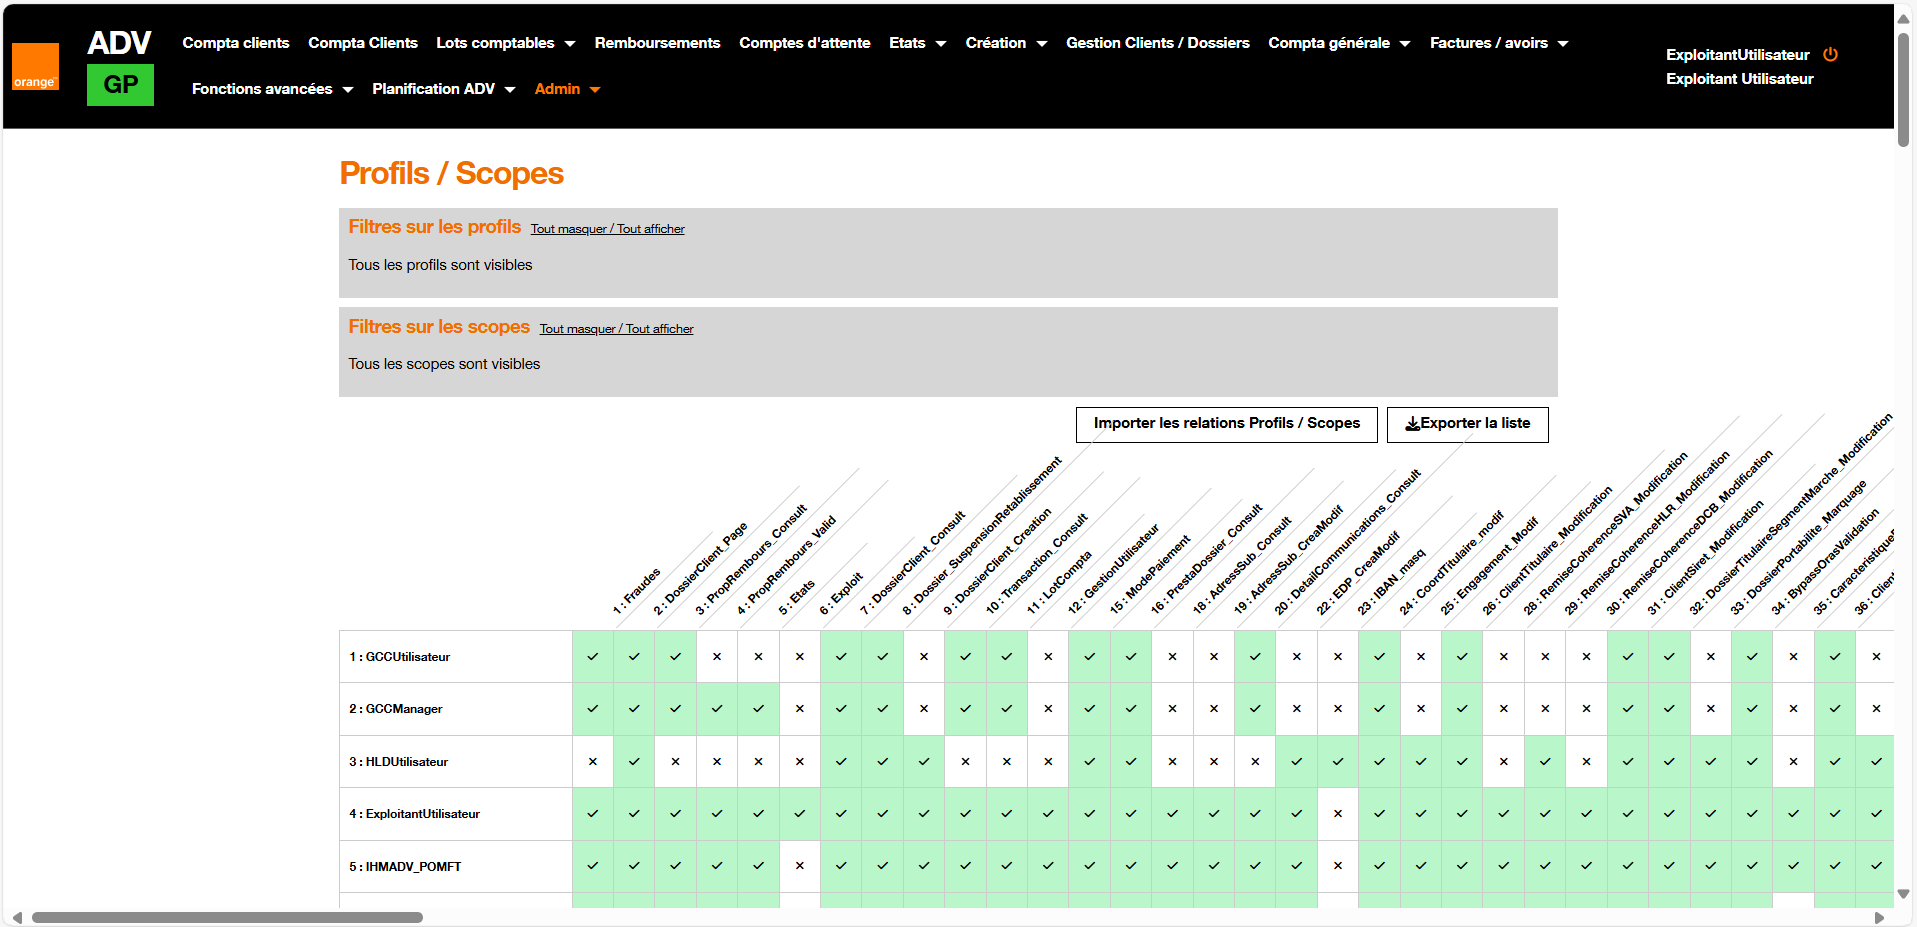 orange™
ADV
GP
Compta clients Compta Clients Lots comptables Remboursements Comptes d'attente Etats Création Gestion Clients / Dossiers Compta générale Factures / avoirs
Fonctions avancées Planification ADV Admin
ExploitantUtilisateur
Exploitant Utilisateur
Profils / Scopes
Filtres sur les profils Tout masquer / Tout afficher
Tous les profils sont visibles
Filtres sur les scopes Tout masquer / Tout afficher
Tous les scopes sont visibles
Importer les relations Profils / Scopes
Exporter la liste
1 : Fraudes
2 : DossierClient_Page
3 : PropRembours_Consult
4 : PropRembours_Valid
5 : Etats
6 : Exploit
7 : DossierClient_Consult
8 : Dossier_SuspensionRetablissement
9 : DossierClient_Creation
10 : Transaction_Consult
11 : LotCompta
12 : GestionUtilisateur
15 : ModePaiement
16 : PrestaDossier_Consult
18 : AdressSub_Consult
19 : AdressSub_CreaModif
20 : DetailCommunications_Consult
22 : EDP_CreaModif
23 : IBAN_masq
24 : CoordTitulaire_modif
25 : Engagement_Modif
26 : ClientTitulaire_Modification
28 : RemiseCoherenceSVA_Modification
29 : RemiseCoherenceHLR_Modification
30 : RemiseCoherenceDCB_Modification
31 : ClientSiret_Modification
32 : DossierTitulaireSegmentMarche_Modification
33 : DossierPortabilite_Marquage
34 : BypassOrrasValidation
35 : Caracteristique
36 : Client
1 : GCCUtilisateur
2 : GCCManager
3 : HLDUtilisateur
4 : ExploitantUtilisateur
5 : IHMADV_POMFT